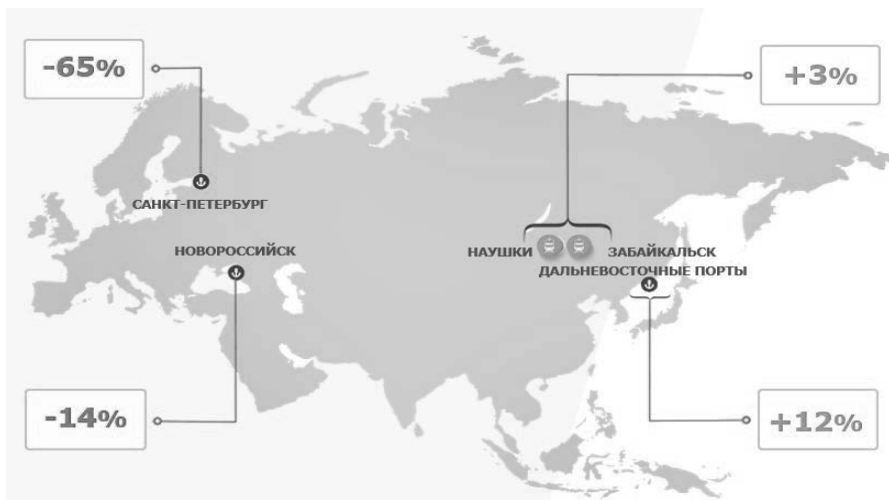 -65%
+3%
САНКТ-ПЕТЕРБУРГ
НОВОРОССИЙСК
НАУШКИ
ЗАБАЙКАЛЬСК
ДАЛЬНЕВОСТОЧНЫЕ ПОРТЫ
-14%
+12%